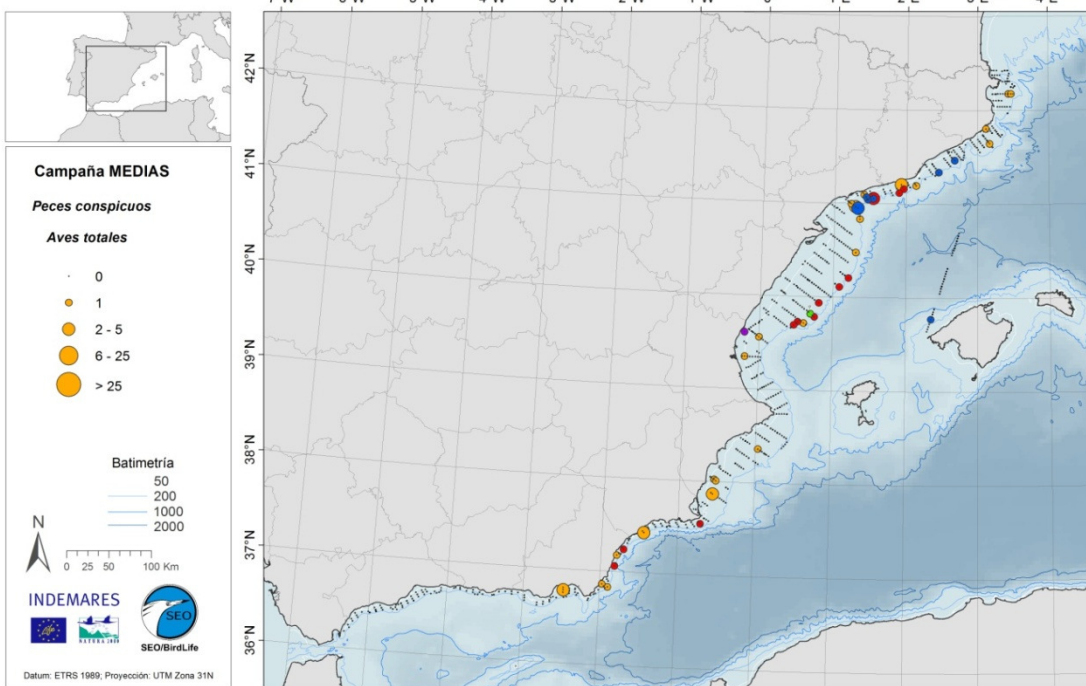 Campaña MEDIAS
Peces conspicuos
Aves totales
0
1
2 - 5
6 - 25
> 25
Batimetría
50
200
1000
2000
N
0 25 50 100 Km
INDEMARES
SEO
SEO/BirdLife
NATURA 2000
Datum: ETRS 1989; Proyección: UTM Zona 31N
42°N
41°N
40°N
39°N
38°N
37°N
36°N